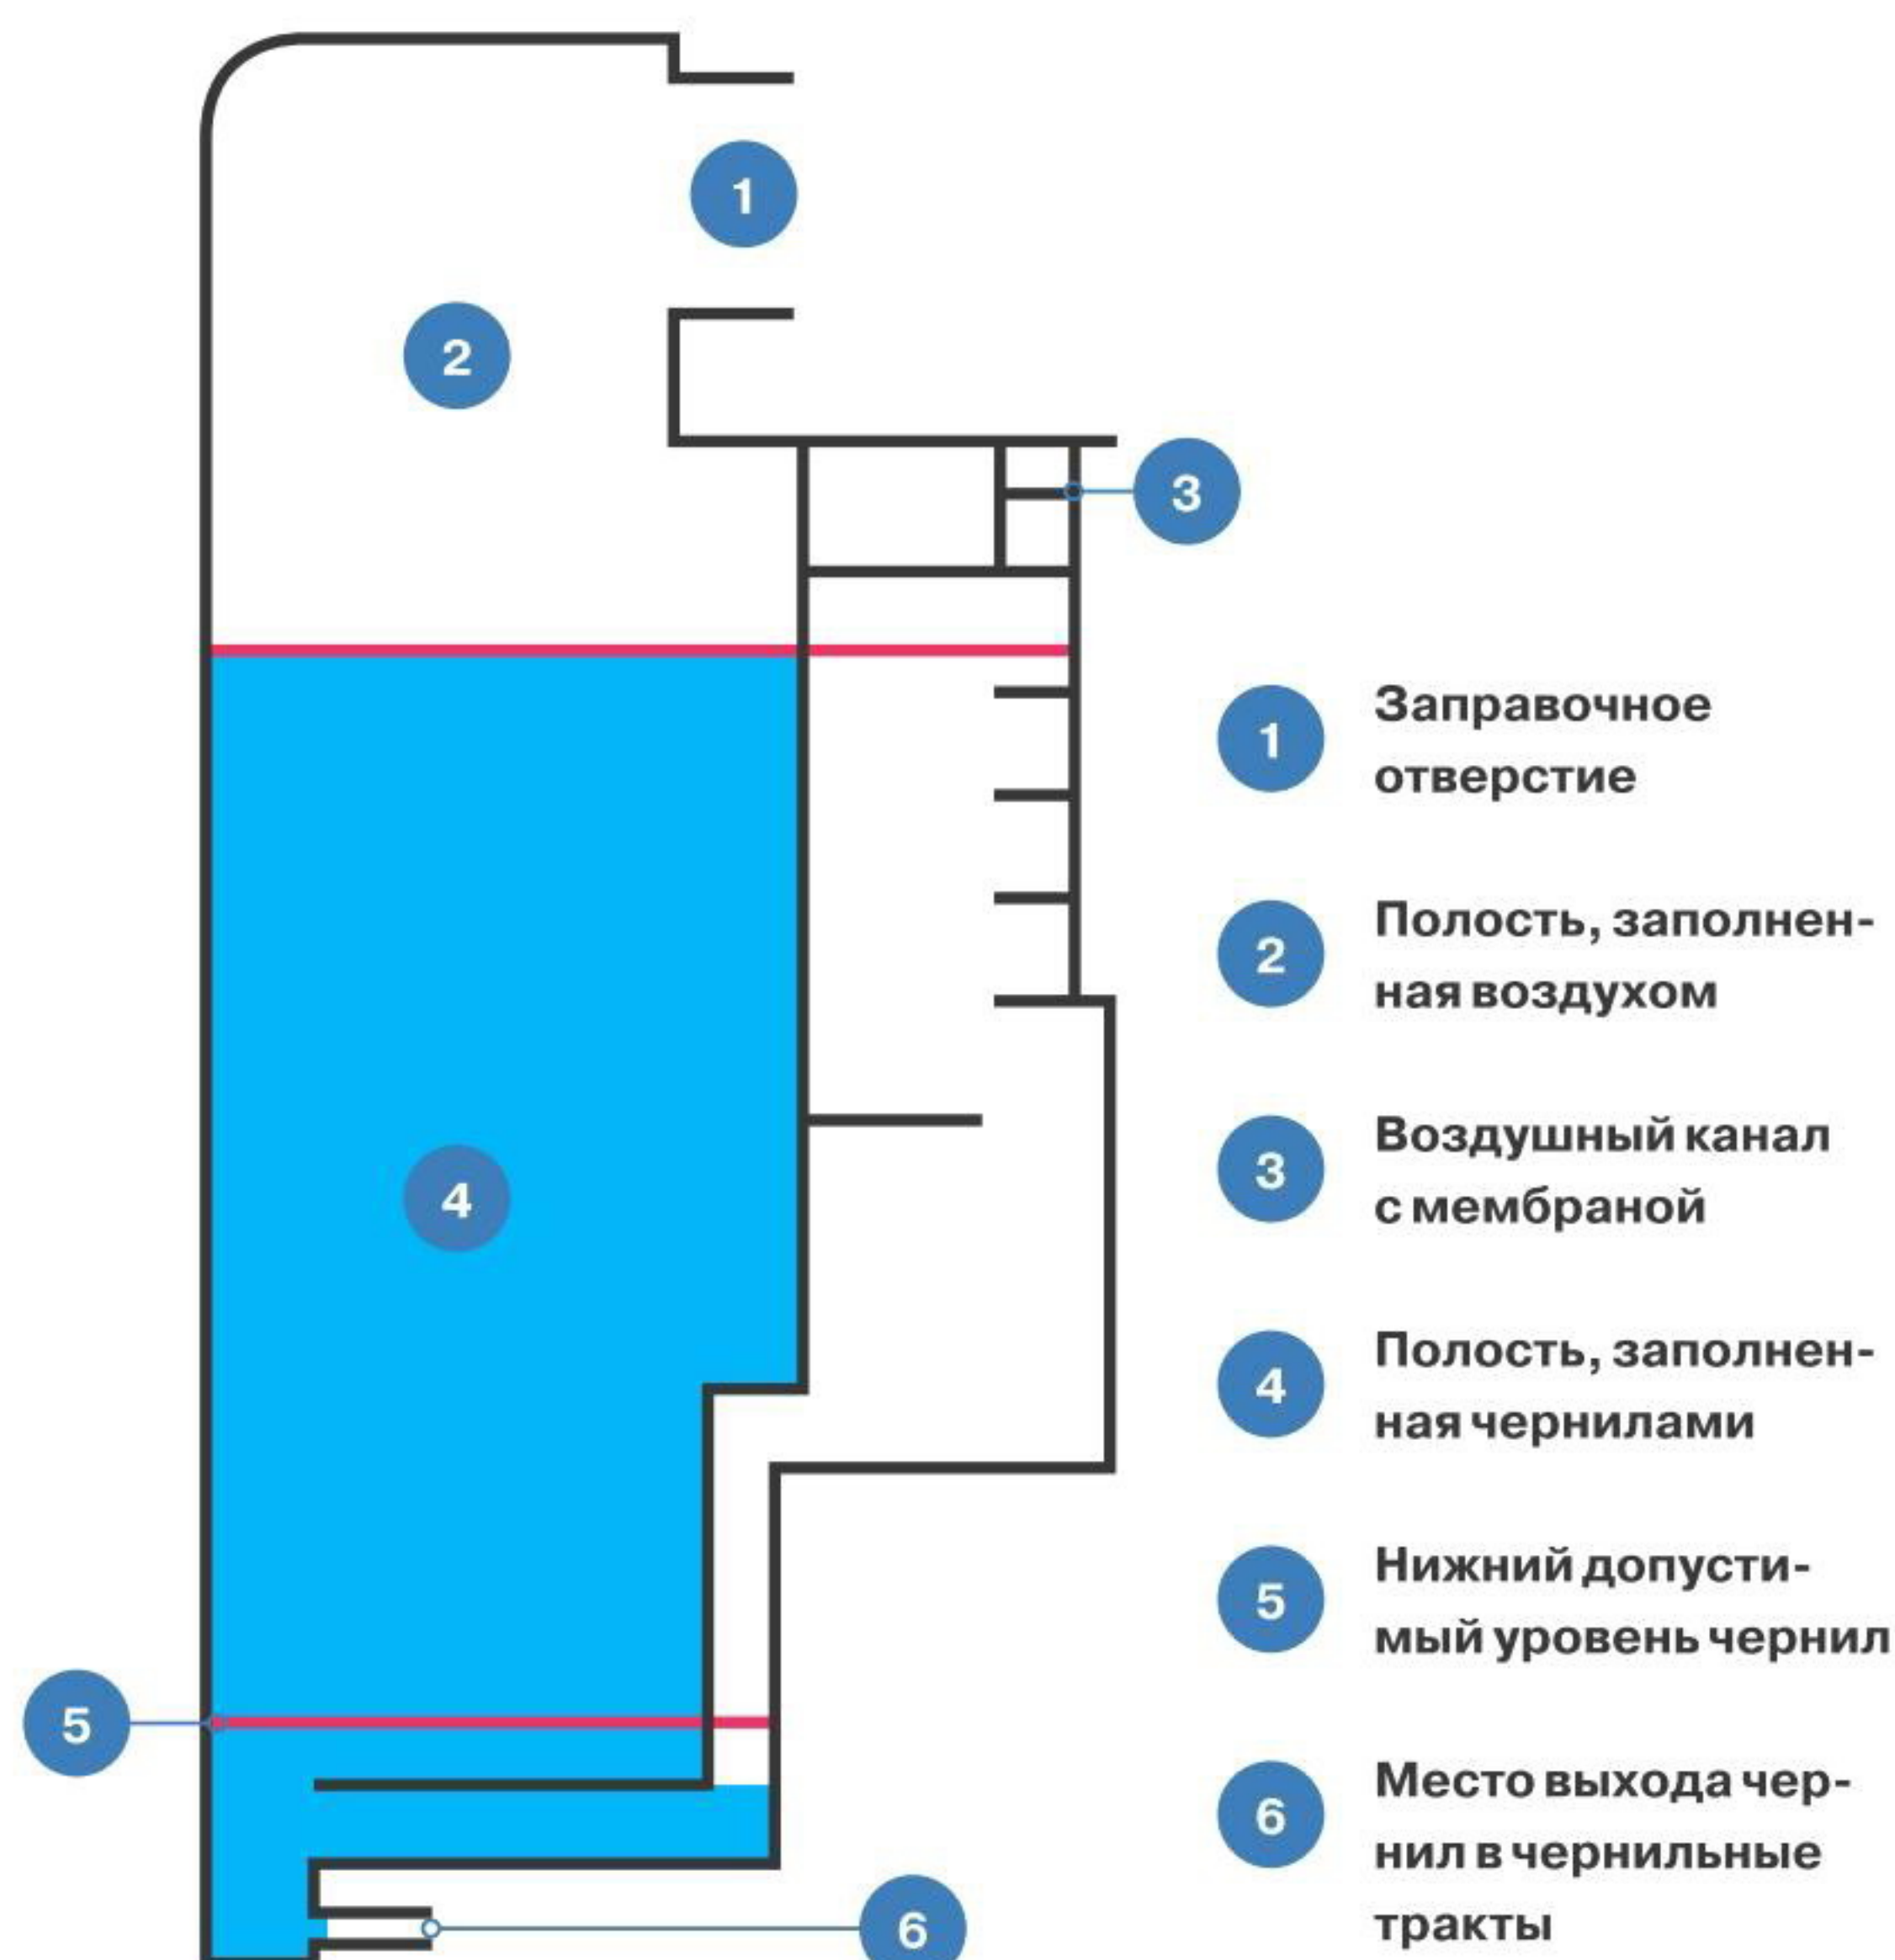 1
2
3
4
5
6
1
Заправочное
отверстие
2
Полость, заполнен-
ная воздухом
3
Воздушный канал
с мембраной
4
Полость, заполнен-
ная чернилами
5
Нижний допусти-
мый уровень чернил
6
Место выхода чер-
нил в чернильные
тракты